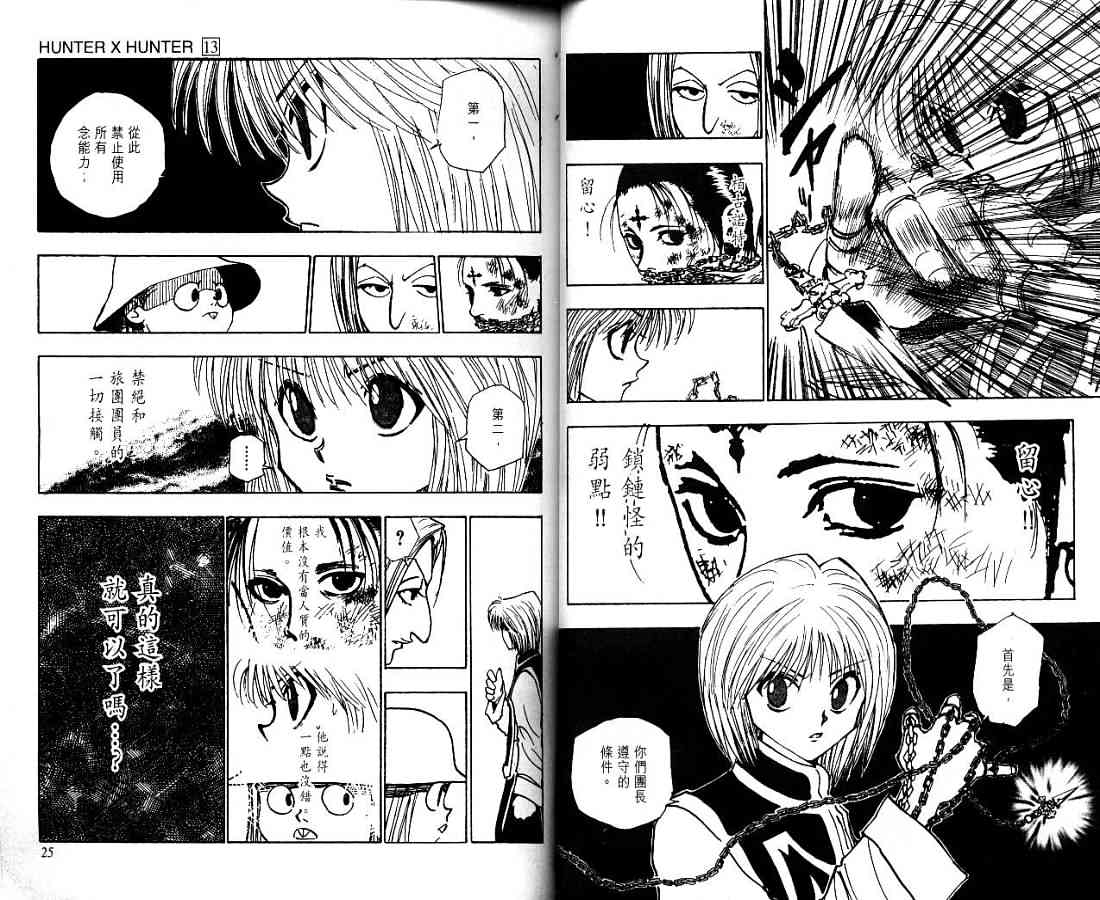 留心！
鎖鏈怪的
弱點!!
留心!!
首先是，
你們團長
遵守的
條件。
HUNTER X HUNTER 13
第一，
從此
禁止使用
所有
念能力；
第二，
……
禁絕和
旅團團員的
一切接觸。
?
我
根本沒有當人質的
價值。
他說得
一點也沒錯。
真的這樣
就可以了嗎…?
25